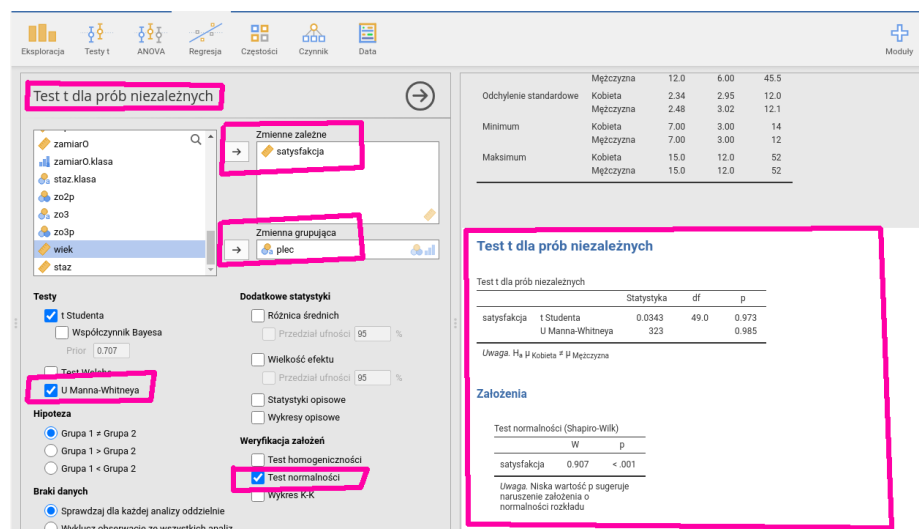 Eksploracja Testy t ANOVA Regresja Częstości Czynnik Data Moduły
Test t dla prób niezależnych
zamiarO
zamiarO.klasa
staz.klasa
zo2p
zo3
zo3p
wiek
staz
Zmienne zależne
satysfakcja
Zmienna grupująca
plec
Testy
t Studenta
Współczynnik Bayesa
Prior 0.707
Test Welcha
U Manna-Whitneya
Hipoteza
Grupa 1 ≠ Grupa 2
Grupa 1 > Grupa 2
Grupa 1 < Grupa 2
Braki danych
Sprawdzaj dla każdej analizy oddzielnie
Wyklucz obserwacje ze wszystkich analiz
Dodatkowe statystyki
Różnica średnich
Przedział ufności 95 %
Wielkość efektu
Przedział ufności 95 %
Statystyki opisowe
Wykresy opisowe
Weryfikacja założeń
Test homogeniczności
Test normalności
Wykres K-K
Mężczyzna 12.0 6.00 45.5
Odchylenie standardowe Kobieta 2.34 2.95 12.0
Mężczyzna 2.48 3.02 12.1
Minimum Kobieta 7.00 3.00 14
Mężczyzna 7.00 3.00 12
Maksimum Kobieta 15.0 12.0 52
Mężczyzna 15.0 12.0 52
Test t dla prób niezależnych
Test t dla prób niezależnych
Statystyka df p
satysfakcja t Studenta 0.0343 49.0 0.973
U Manna-Whitneya 323 0.985
Uwaga. Hₐ μ Kobieta ≠ μ Mężczyzna
Założenia
Test normalności (Shapiro-Wilk)
W p
satysfakcja 0.907 < .001
Uwaga. Niska wartość p sugeruje
naruszenie założenia o
normalności rozkładu